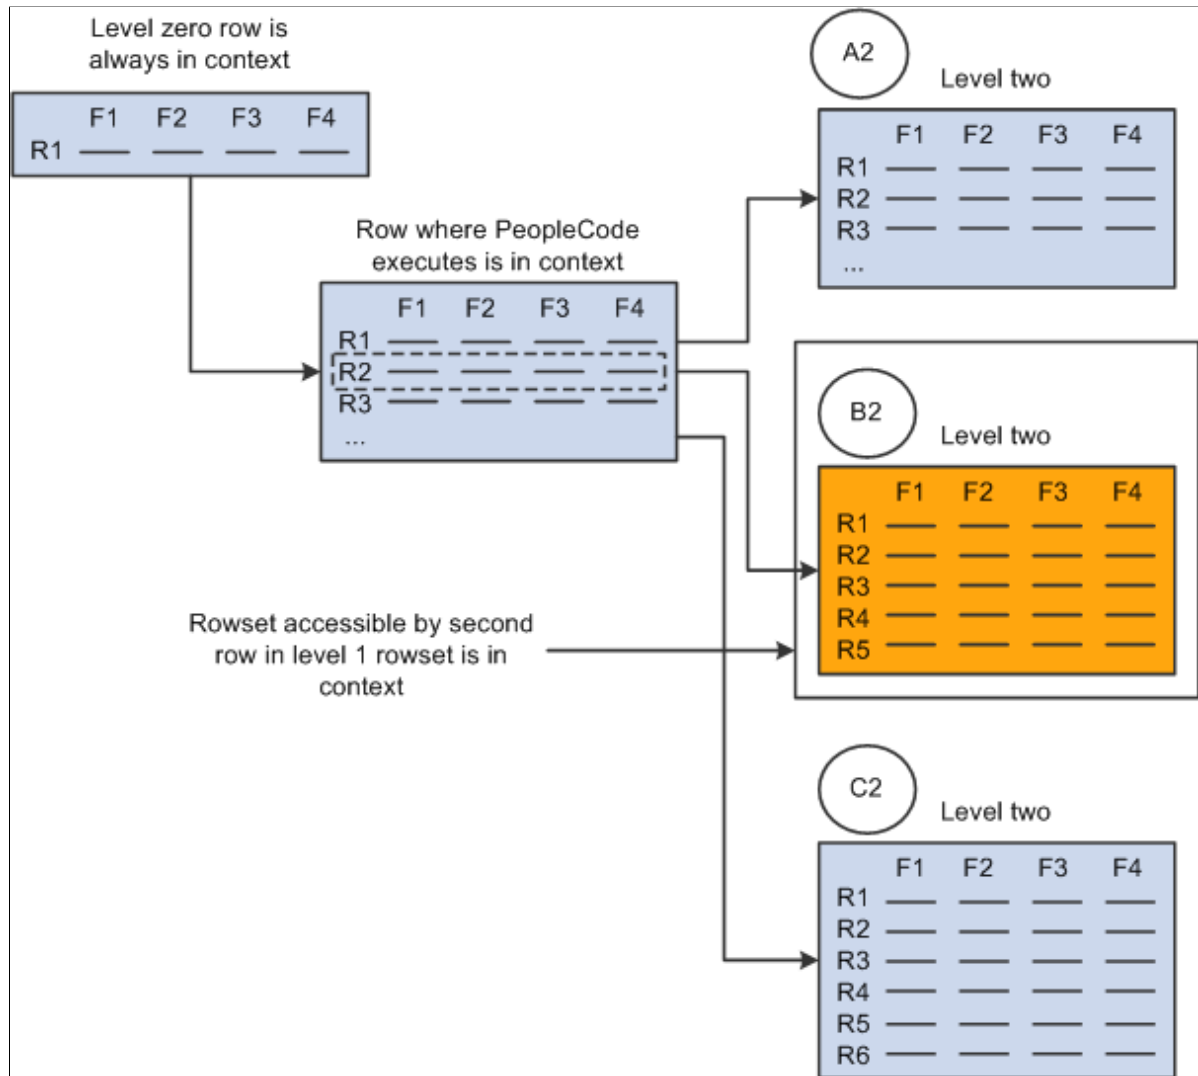 Level zero row is
always in context
F1 F2 F3 F4
R1
Row where PeopleCode
executes is in context
F1 F2 F3 F4
R1
R2
R3
...
A2
Level two
F1 F2 F3 F4
R1
R2
R3
...
B2
Level two
F1 F2 F3 F4
R1
R2
R3
R4
R5
Rowset accessible by second
row in level 1 rowset is in
context
C2
Level two
F1 F2 F3 F4
R1
R2
R3
R4
R5
R6